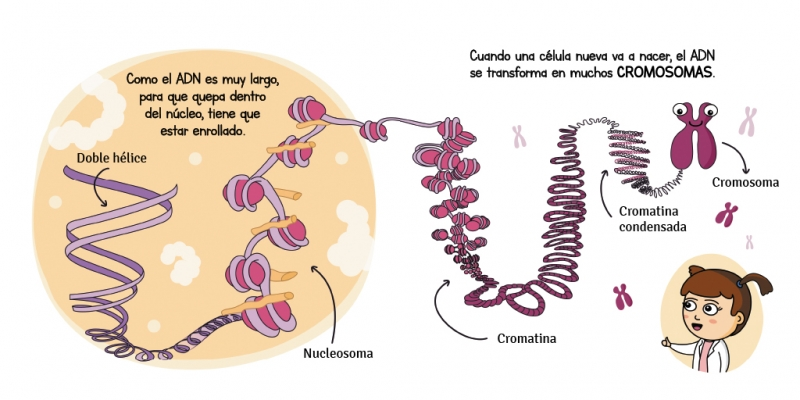 Como el ADN es muy largo,
para que quepa dentro
del núcleo, tiene que
estar enrollado.
Doble hélice
Nucleosoma
Cuando una célula nueva va a nacer, el ADN
se transforma en muchos CROMOSOMAS.
Cromosoma
Cromatina
condensada
Cromatina